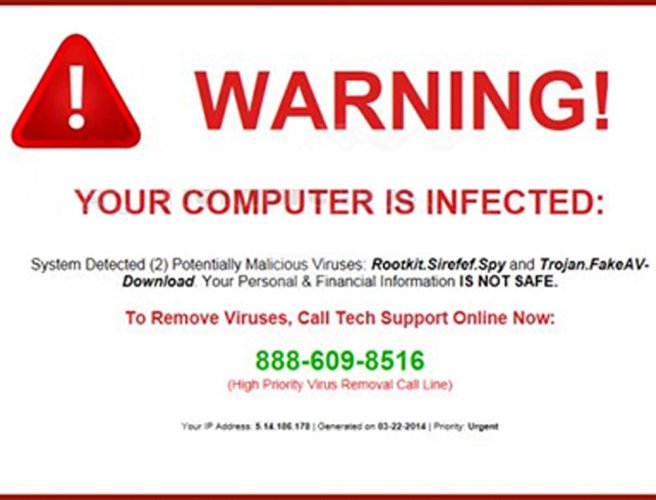 WARNING!
YOUR COMPUTER IS INFECTED:
System Detected (2) Potentially Malicious Viruses: Rootkit.Sirefef.Spy and Trojan.FakeAV-
Download. Your Personal & Financial Information IS NOT SAFE.
To Remove Viruses, Call Tech Support Online Now:
888-609-8516
(High Priority Virus Removal Call Line)
Your IP Address: 5.14.186.178 | Generated on 03-22-2014 | Priority: Urgent